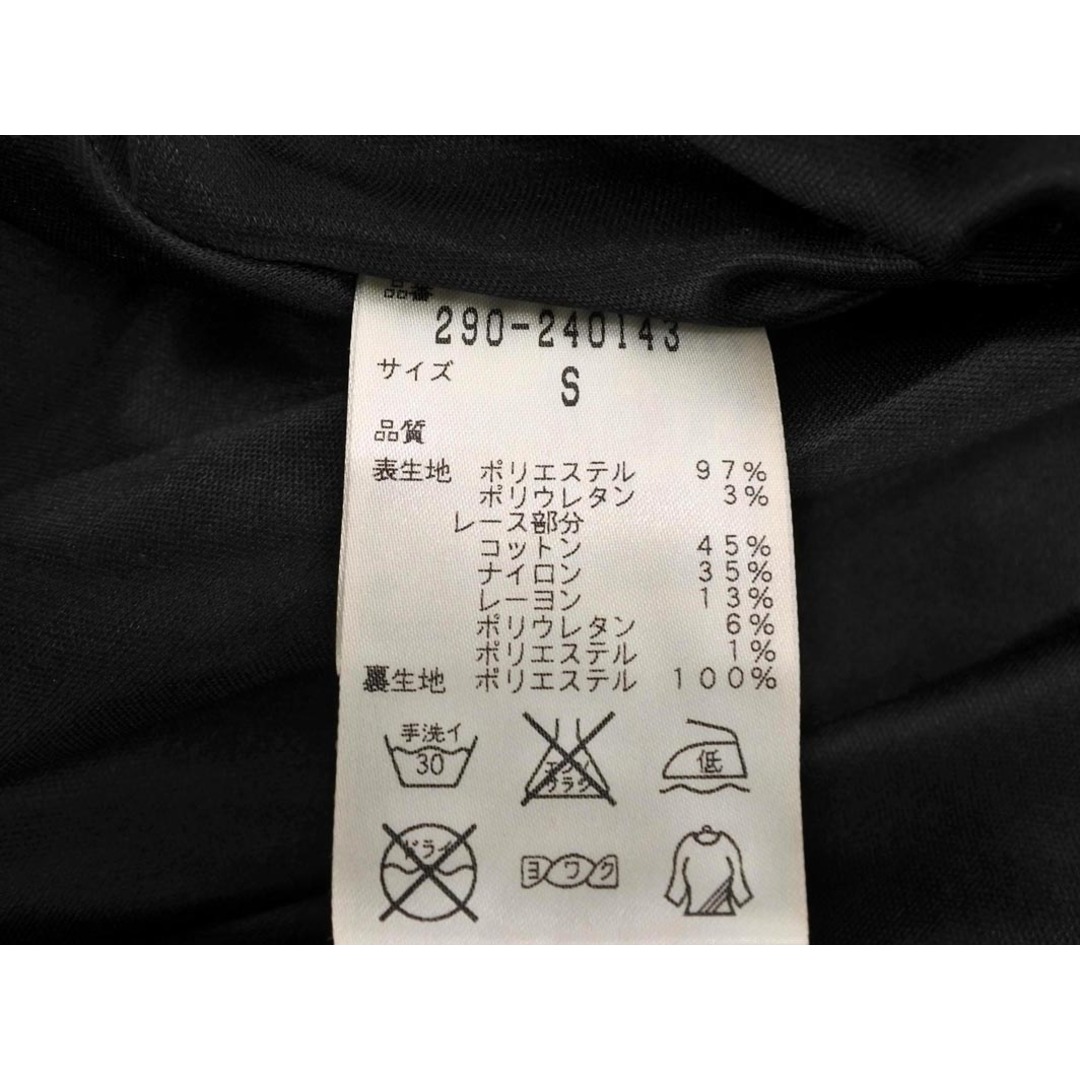 品番
290-240143
サイズ S
品質
表生地 ポリエステル 97%
ポリウレタン 3%
レース部分
コットン 45%
ナイロン 35%
レーヨン 13%
ポリウレタン 6%
ポリエステル 1%
裏生地 ポリエステル 100%
手洗イ
30
エンソ
サラシ
低
ドライ
ヨワク